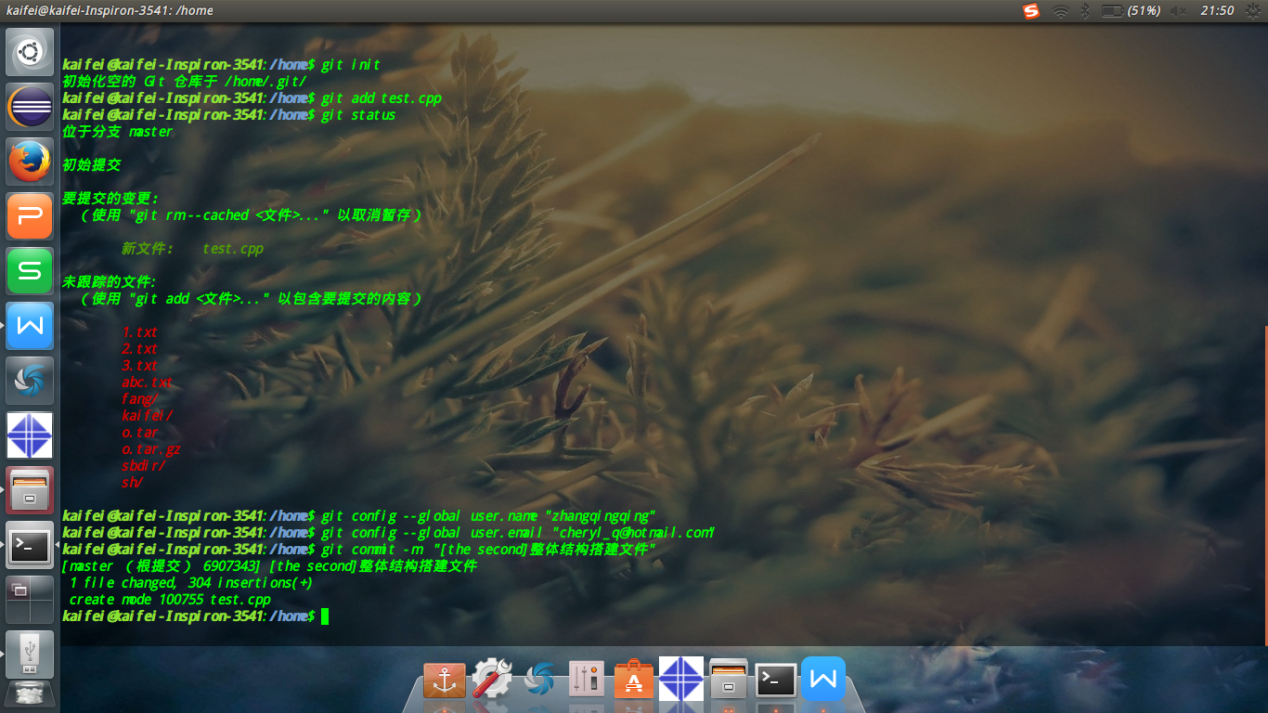 kaifei@kaifei-Inspiron-3541: /home
(51%) 21:50
kaifei@kaifei-Inspiron-3541:/home$ git init
初始化空的 Git 仓库于 /home/.git/
kaifei@kaifei-Inspiron-3541:/home$ git add test.cpp
kaifei@kaifei-Inspiron-3541:/home$ git status
位于分支 master
初始提交
要提交的变更：
（使用 "git rm --cached <文件>..." 以取消暂存）
新文件： test.cpp
未跟踪的文件:
（使用 "git add <文件>..." 以包含要提交的内容）
1.txt
2.txt
3.txt
abc.txt
fang/
kaifei/
o.tar
o.tar.gz
sbdir/
sh/
kaifei@kaifei-Inspiron-3541:/home$ git config --global user.name "zhangqingqing"
kaifei@kaifei-Inspiron-3541:/home$ git config --global user.email "cheryl_q@hotmail.com"
kaifei@kaifei-Inspiron-3541:/home$ git commit -m "[the second]整体结构搭建文件"
[master （根提交） 6907343] [the second]整体结构搭建文件
1 file changed, 304 insertions(+)
create mode 100755 test.cpp
kaifei@kaifei-Inspiron-3541:/home$